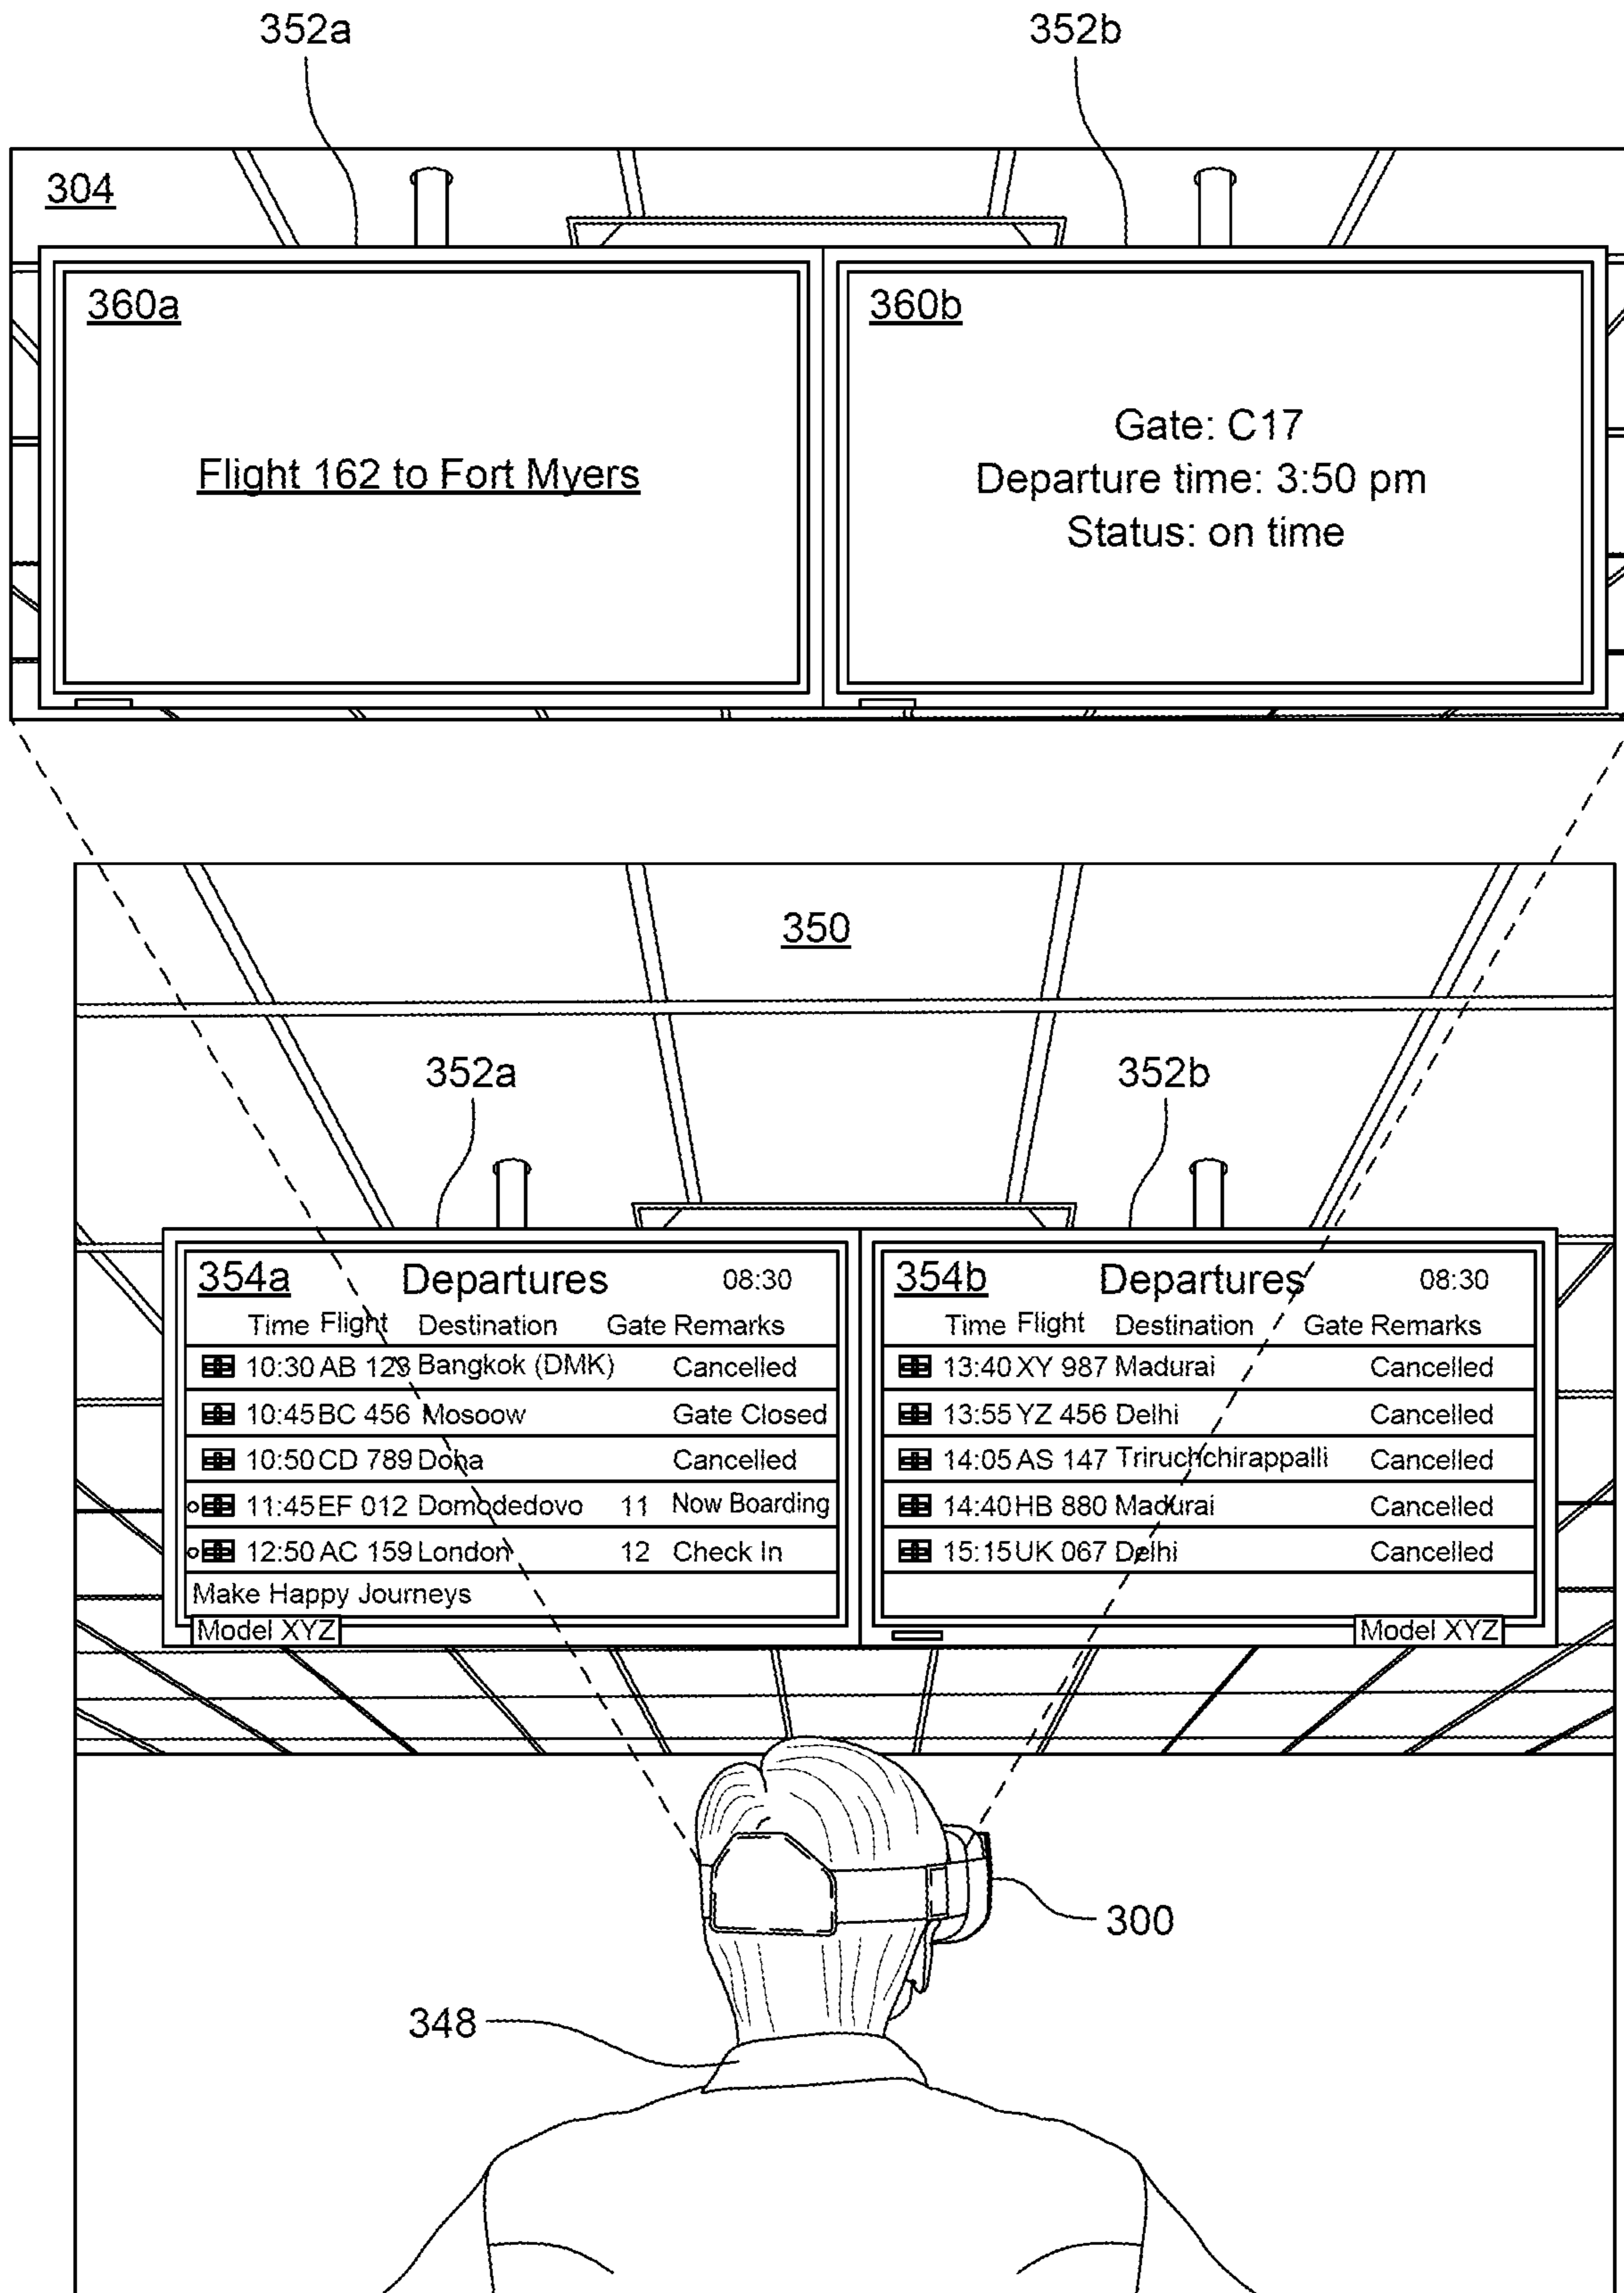 352a
352b
304
360a
Flight 162 to Fort Myers
360b
Gate: C17
Departure time: 3:50 pm
Status: on time
350
352a
352b
354a Departures 08:30
Time Flight Destination Gate Remarks
10:30 AB 123 Bangkok (DMK) Cancelled
10:45 BC 456 Mosoow Gate Closed
10:50 CD 789 Doha Cancelled
11:45 EF 012 Domodedovo 11 Now Boarding
12:50 AC 159 London 12 Check In
Make Happy Journeys
Model XYZ
354b Departures 08:30
Time Flight Destination Gate Remarks
13:40 XY 987 Madurai Cancelled
13:55 YZ 456 Delhi Cancelled
14:05 AS 147 Triruchchirappalli Cancelled
14:40 HB 880 Madurai Cancelled
15:15 UK 067 Delhi Cancelled
Model XYZ
300
348